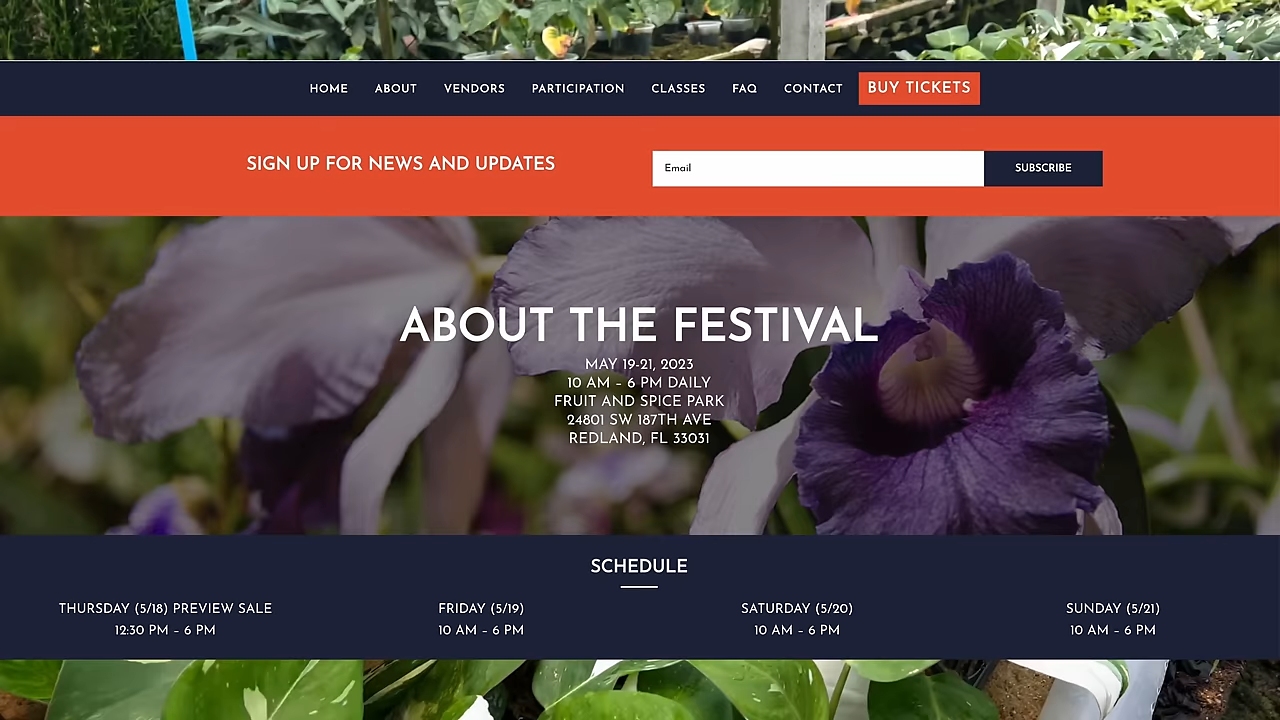 HOME ABOUT VENDORS PARTICIPATION CLASSES FAQ CONTACT BUY TICKETS
SIGN UP FOR NEWS AND UPDATES
Email SUBSCRIBE
ABOUT THE FESTIVAL
MAY 19-21, 2023
10 AM – 6 PM DAILY
FRUIT AND SPICE PARK
24801 SW 187TH AVE
REDLAND, FL 33031
SCHEDULE
THURSDAY (5/18) PREVIEW SALE
12:30 PM – 6 PM
FRIDAY (5/19)
10 AM – 6 PM
SATURDAY (5/20)
10 AM – 6 PM
SUNDAY (5/21)
10 AM – 6 PM